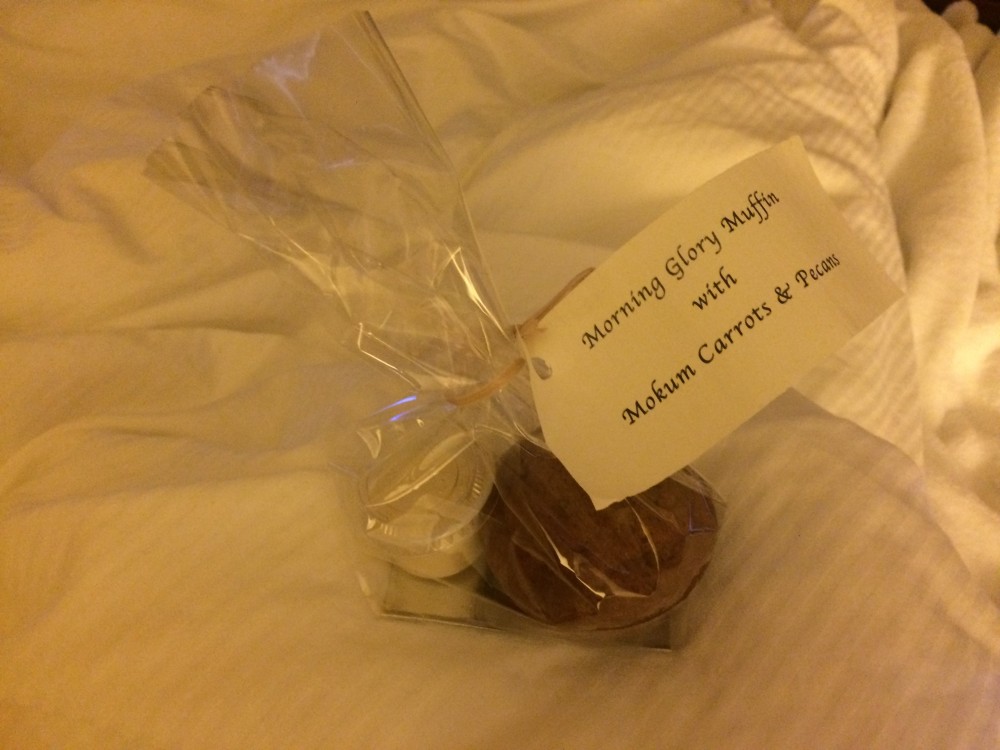 Morning Glory Muffin
with
Mokum Carrots & Pecans